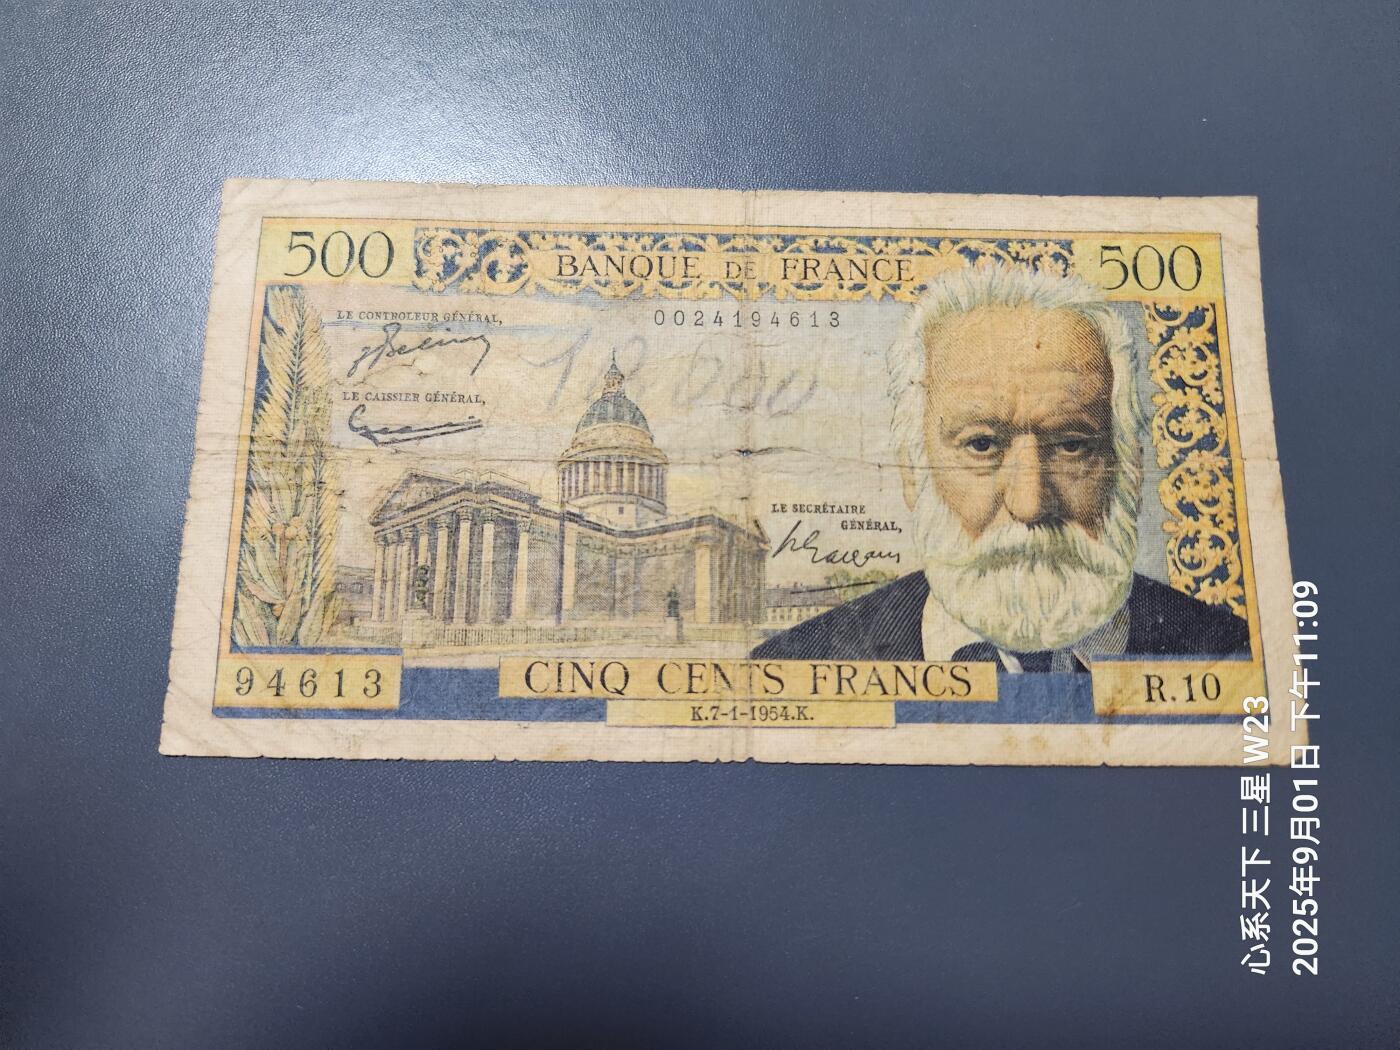 500
BANQUE DE FRANCE
500
LE CONTROLEUR GÉNÉRAL,
0024194613
LE CAISSIER GÉNÉRAL,
LE SECRÉTAIRE
GÉNÉRAL,
94613
CINQ CENTS FRANCS
R.10
K.7-1-1954.K.
心系天下 三星 W23
2025年9月01日 下午11:09